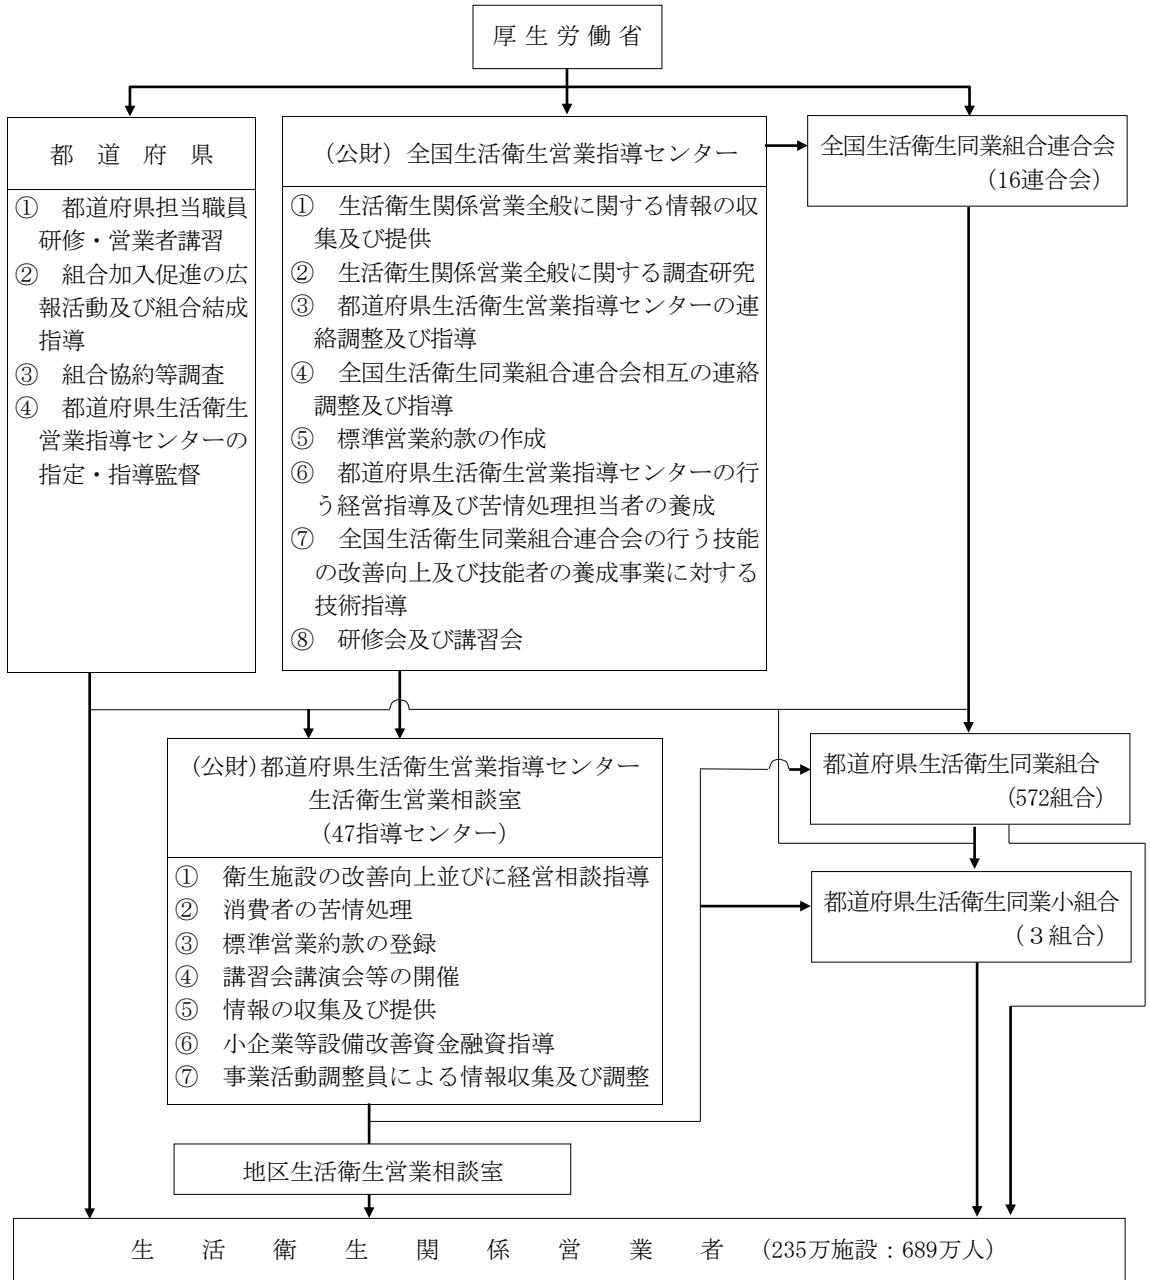 厚生労働省
都道府県
① 都道府県担当職員
研修・営業者講習
② 組合加入促進の広
報活動及び組合結成
指導
③ 組合協約等調査
④ 都道府県生活衛生
営業指導センターの
指定・指導監督
(公財) 全国生活衛生営業指導センター
① 生活衛生関係営業全般に関する情報の収
集及び提供
② 生活衛生関係営業全般に関する調査研究
③ 都道府県生活衛生営業指導センターの連
絡調整及び指導
④ 全国生活衛生同業組合連合会相互の連絡
調整及び指導
⑤ 標準営業約款の作成
⑥ 都道府県生活衛生営業指導センターの行
う経営指導及び苦情処理担当者の養成
⑦ 全国生活衛生同業組合連合会の行う技能
の改善向上及び技能者の養成事業に対する
技術指導
⑧ 研修会及び講習会
全国生活衛生同業組合連合会
(16連合会)
(公財)都道府県生活衛生営業指導センター
生活衛生営業相談室
(47指導センター)
① 衛生施設の改善向上並びに経営相談指導
② 消費者の苦情処理
③ 標準営業約款の登録
④ 講習会講演会等の開催
⑤ 情報の収集及び提供
⑥ 小企業等設備改善資金融資指導
⑦ 事業活動調整員による情報収集及び調整
都道府県生活衛生同業組合
(572組合)
都道府県生活衛生同業小組合
(3組合)
地区生活衛生営業相談室
生活衛生関係営業者 (235万施設:689万人)